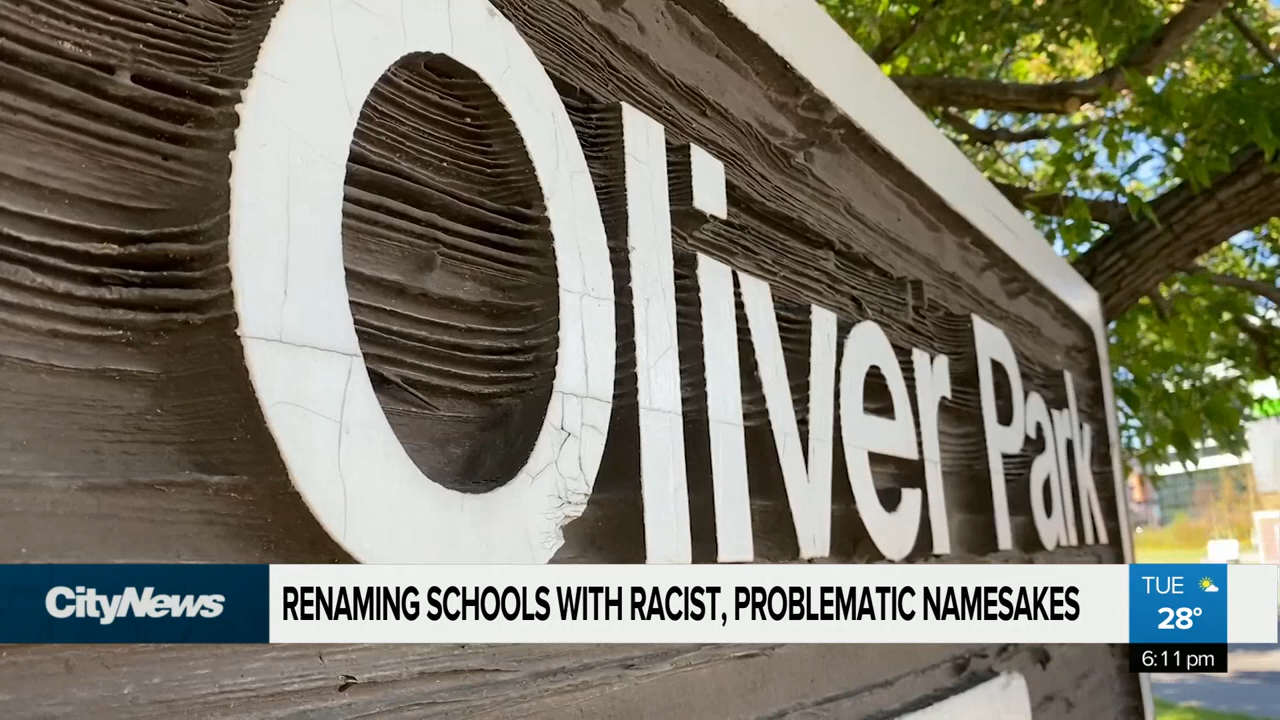 Oliver Park
CityNews
RENAMING SCHOOLS WITH RACIST, PROBLEMATIC NAMESAKES
TUE
28°
6:11 pm